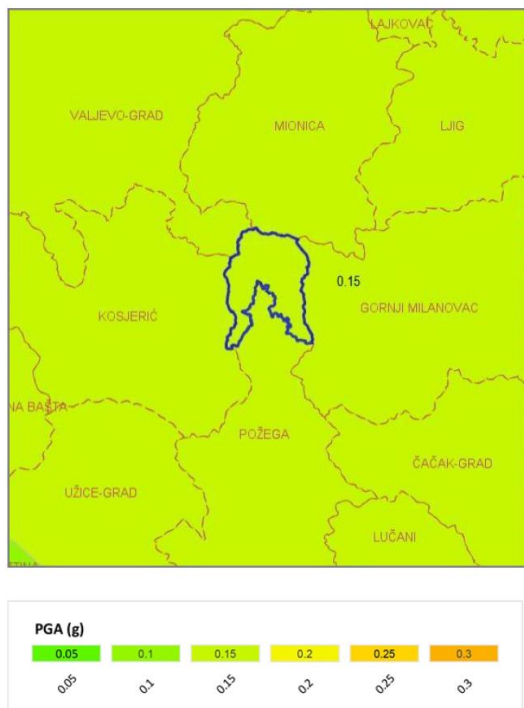 LAJKOVAC
VALJEVO-GRAD
MIONICA
LJIG
0.15
KOSJERIĆ
GORNJI MILANOVAC
NA BAŠTA
POŽEGA
ČAČAK-GRAD
UŽICE-GRAD
LUČANI
TINA
PGA (g)
0.05 0.1 0.15 0.2 0.25 0.3
0.05 0.1 0.15 0.2 0.25 0.3